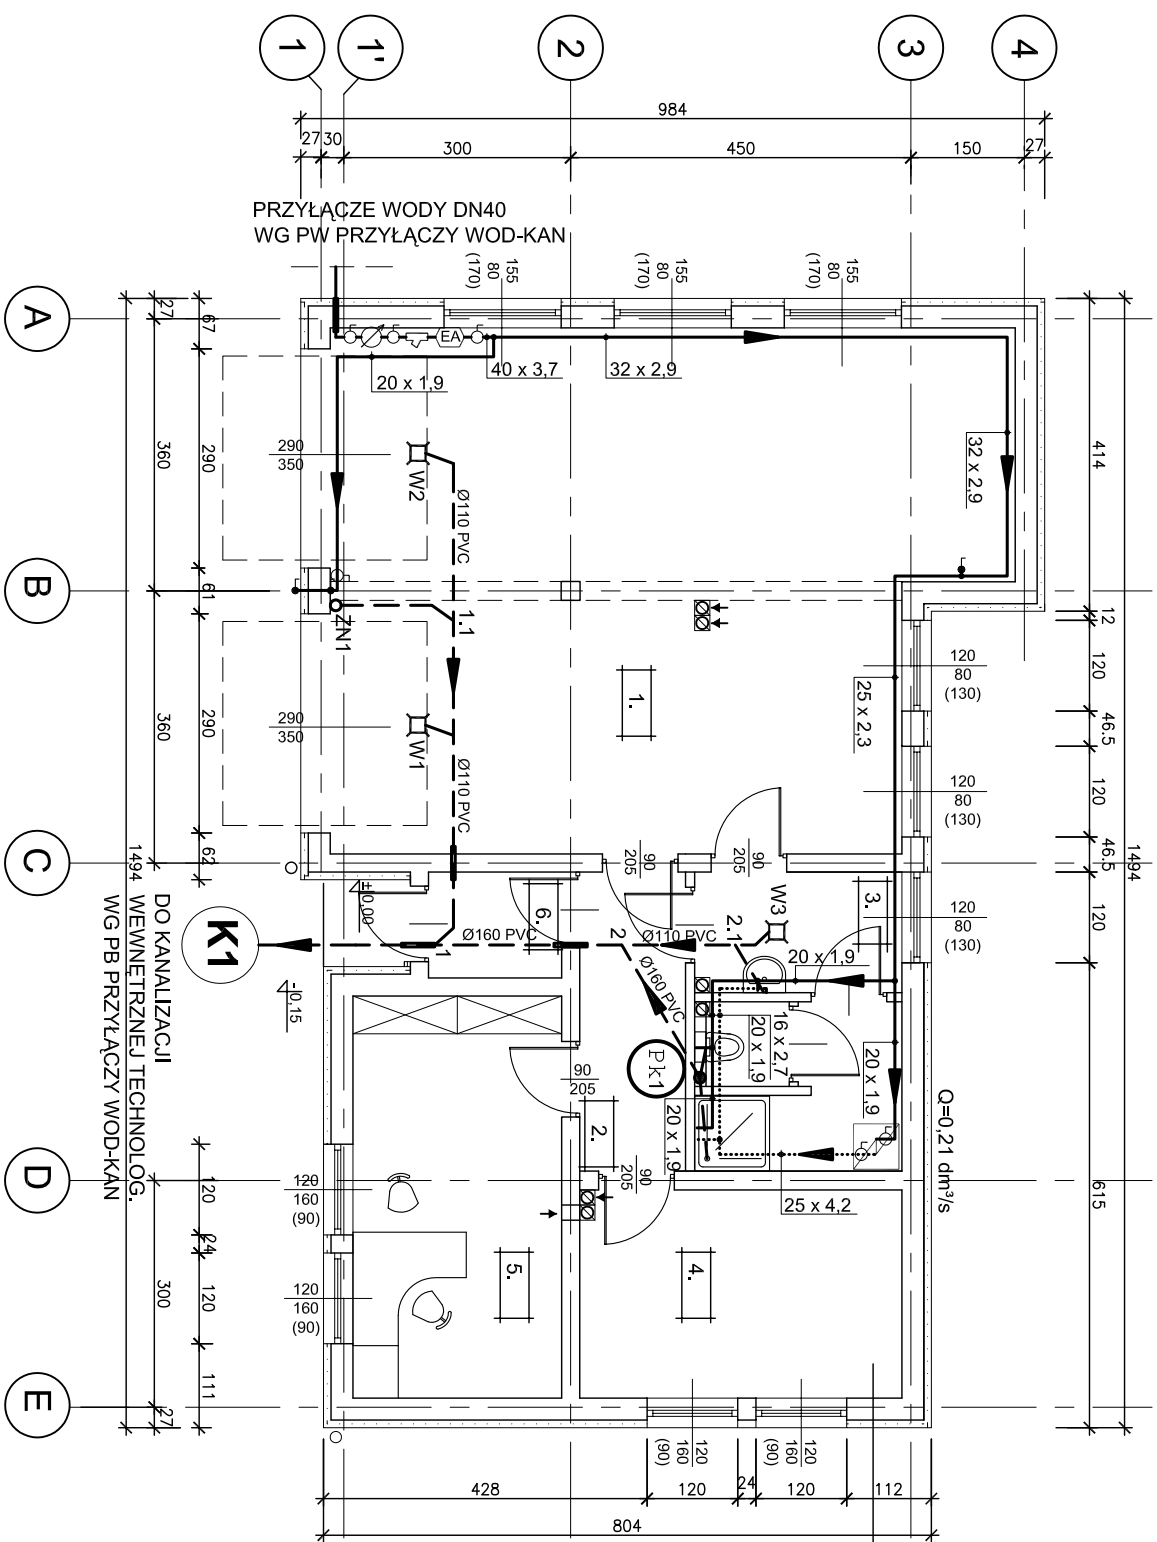 1
1'
2
3
4
984
27
30
300
450
150
27
PRZYŁĄCZE WODY DN40
WG PW PRZYŁĄCZY WOD-KAN
155
80
(170)
155
80
(170)
155
80
(170)
A
B
C
D
E
27
67
360
290
61
360
290
62
1494
120
24
120
300
111
27
EA
20 x 1,9
40 x 3,7
32 x 2,9
32 x 2,9
414
12
120
46.5
120
46.5
120
1494
615
290
350
W2
Ø110 PVC
ZN1
1.1
290
350
W1
Ø110 PVC
1.
25 x 2,3
120
80
(130)
120
80
(130)
120
80
(130)
90
205
90
205
W3
3.
2.1
6.
±0,00
-0,15
K1
1
Ø160 PVC
2
Ø110 PVC
Ø160 PVC
20 x 1,9
16 x 2,7
20 x 1,9
Pk1
20 x 1,9
20 x 1,9
Q=0,21 dm³/s
25 x 4,2
90
205
2.
90
205
4.
5.
DO KANALIZACJI
WEWNĘTRZNEJ TECHNOLOG.
WG PB PRZYŁĄCZY WOD-KAN
120
160
(90)
120
160
(90)
120
160
(90)
120
160
(90)
428
120
24
120
112
804